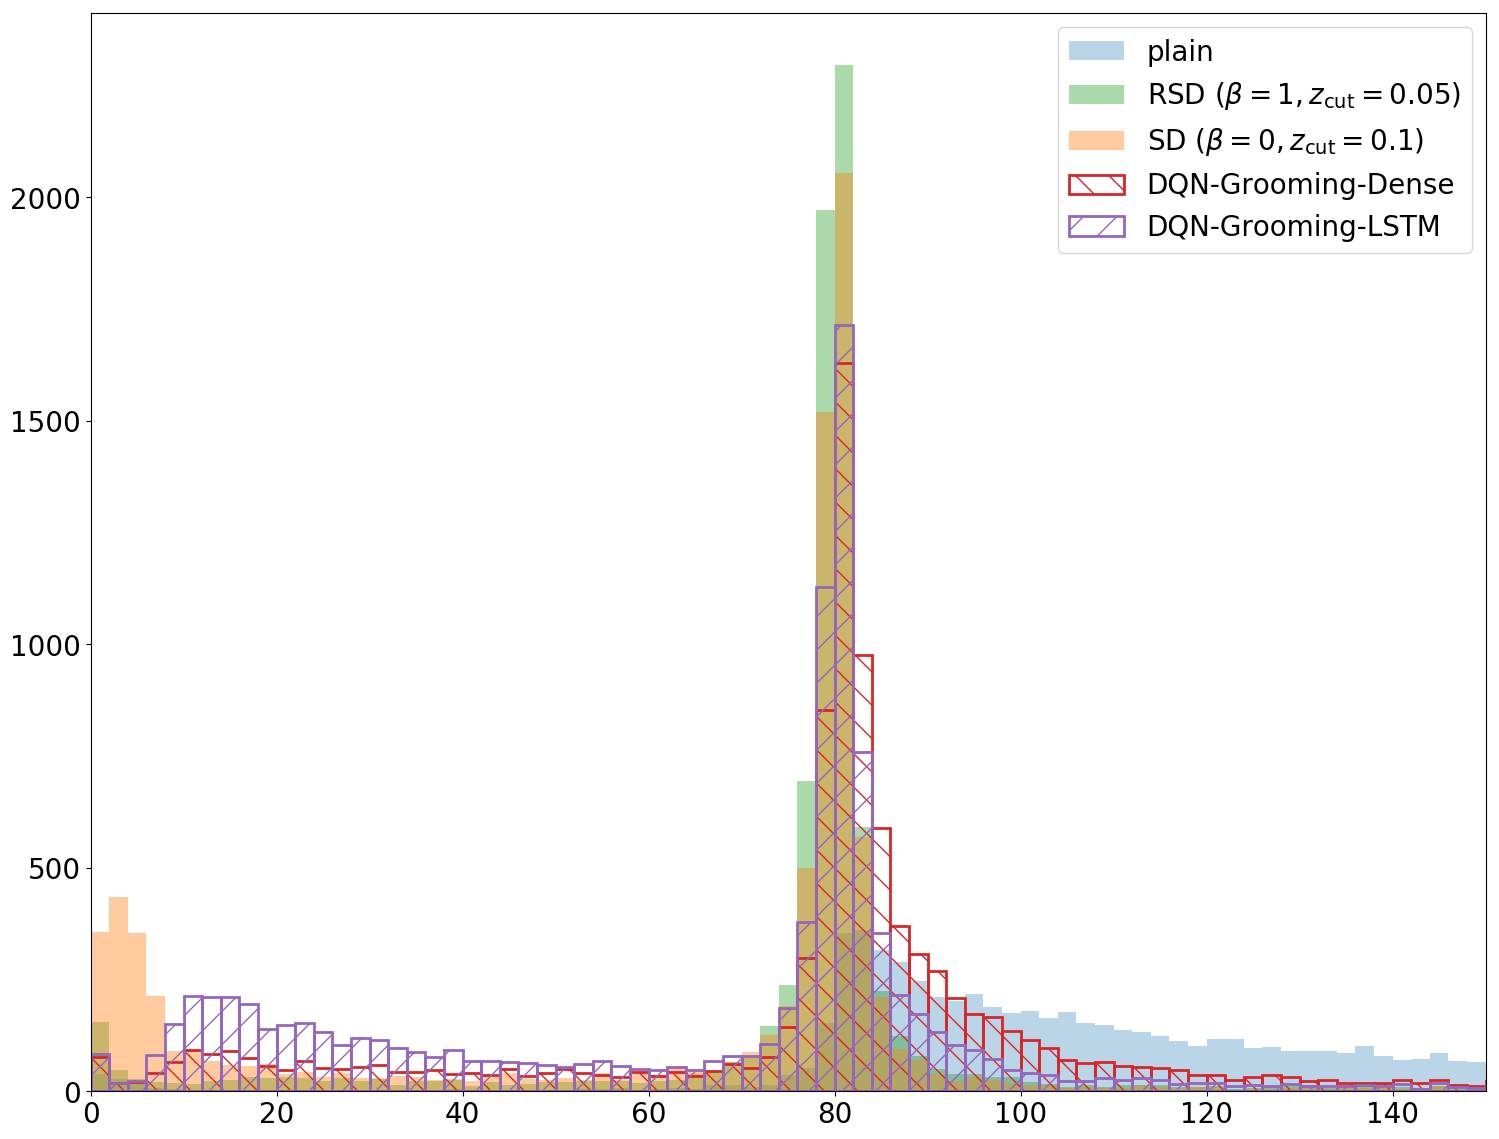 plain
RSD (β = 1, z_cut = 0.05)
SD (β = 0, z_cut = 0.1)
DQN-Grooming-Dense
DQN-Grooming-LSTM
2000
1500
1000
500
0
0 20 40 60 80 100 120 140